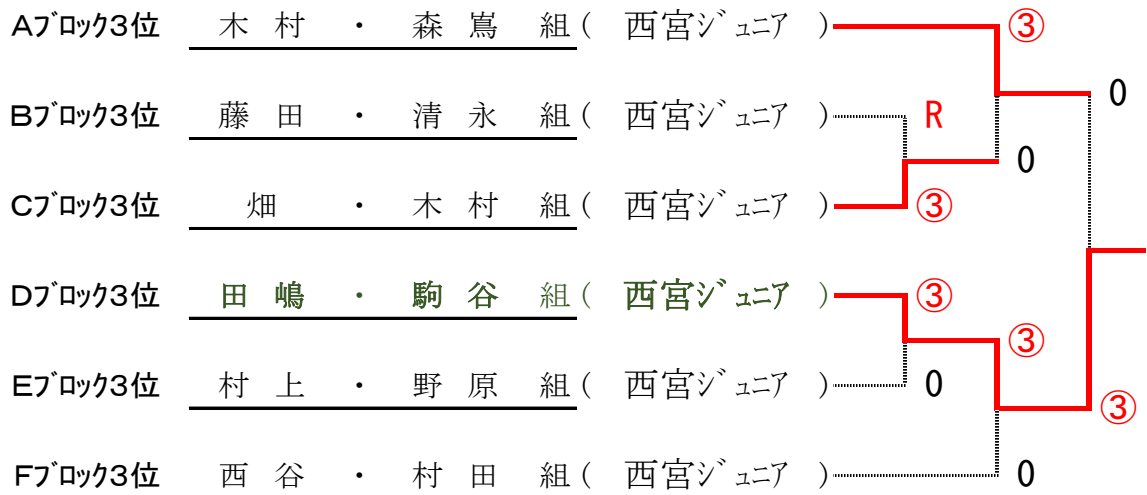 Aブロック3位 木村・森嶌 組( 西宮ジュニア ) ③
0
Bブロック3位 藤田・清永 組( 西宮ジュニア ) R
0
Cブロック3位 畑・木村 組( 西宮ジュニア ) ③
Dブロック3位 田嶋・駒谷 組( 西宮ジュニア ) ③
③
Eブロック3位 村上・野原 組( 西宮ジュニア ) 0
③
Fブロック3位 西谷・村田 組( 西宮ジュニア ) 0